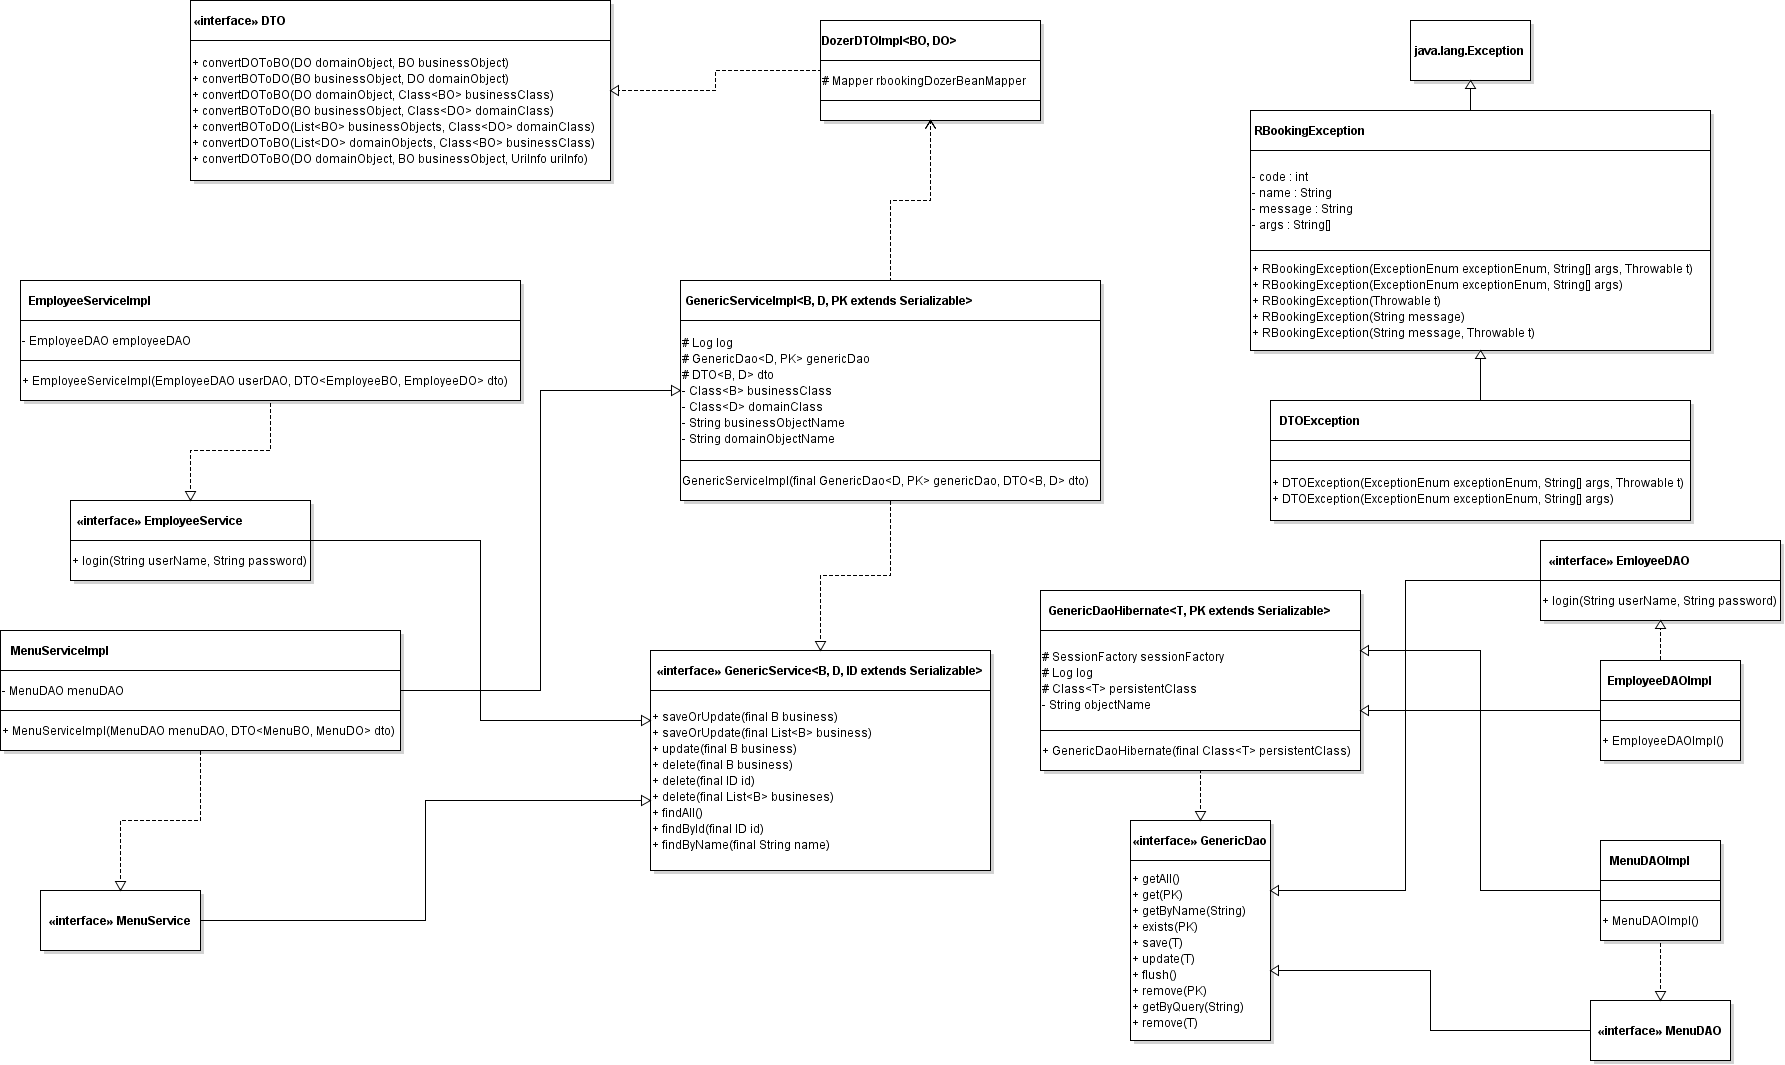 «interface» DTO
+ convertDOToBO(DO domainObject, BO businessObject)
+ convertBOToDO(BO businessObject, DO domainObject)
+ convertDOToBO(DO domainObject, Class<BO> businessClass)
+ convertBOToDO(BO businessObject, Class<DO> domainClass)
+ convertBOToDO(List<BO> businessObjects, Class<DO> domainClass)
+ convertDOToBO(List<DO> domainObjects, Class<BO> businessClass)
+ convertDOToBO(DO domainObject, BO businessObject, UriInfo uriInfo)
DozerDTOImpl<BO, DO>
# Mapper rbookingDozerBeanMapper
java.lang.Exception
RBookingException
- code : int
- name : String
- message : String
- args : String[]
+ RBookingException(ExceptionEnum exceptionEnum, String[] args, Throwable t)
+ RBookingException(ExceptionEnum exceptionEnum, String[] args)
+ RBookingException(Throwable t)
+ RBookingException(String message)
+ RBookingException(String message, Throwable t)
EmployeeServiceImpl
- EmployeeDAO employeeDAO
+ EmployeeServiceImpl(EmployeeDAO userDAO, DTO<EmployeeBO, EmployeeDO> dto)
GenericServiceImpl<B, D, PK extends Serializable>
# Log log
# GenericDao<D, PK> genericDao
# DTO<B, D> dto
- Class<B> businessClass
- Class<D> domainClass
- String businessObjectName
- String domainObjectName
GenericServiceImpl(final GenericDao<D, PK> genericDao, DTO<B, D> dto)
DTOException
+ DTOException(ExceptionEnum exceptionEnum, String[] args, Throwable t)
+ DTOException(ExceptionEnum exceptionEnum, String[] args)
«interface» EmployeeService
+ login(String userName, String password)
«interface» EmloyeeDAO
+ login(String userName, String password)
MenuServiceImpl
- MenuDAO menuDAO
+ MenuServiceImpl(MenuDAO menuDAO, DTO<MenuBO, MenuDO> dto)
«interface» GenericService<B, D, ID extends Serializable>
+ saveOrUpdate(final B business)
+ saveOrUpdate(final List<B> business)
+ update(final B business)
+ delete(final B business)
+ delete(final ID id)
+ delete(final List<B> busineses)
+ findAll()
+ findById(final ID id)
+ findByName(final String name)
GenericDaoHibernate<T, PK extends Serializable>
# SessionFactory sessionFactory
# Log log
# Class<T> persistentClass
- String objectName
+ GenericDaoHibernate(final Class<T> persistentClass)
EmployeeDAOImpl
+ EmployeeDAOImpl()
«interface» GenericDao
+ getAll()
+ get(PK)
+ getByName(String)
+ exists(PK)
+ save(T)
+ update(T)
+ flush()
+ remove(PK)
+ getByQuery(String)
+ remove(T)
MenuDAOImpl
+ MenuDAOImpl()
«interface» MenuService
«interface» MenuDAO